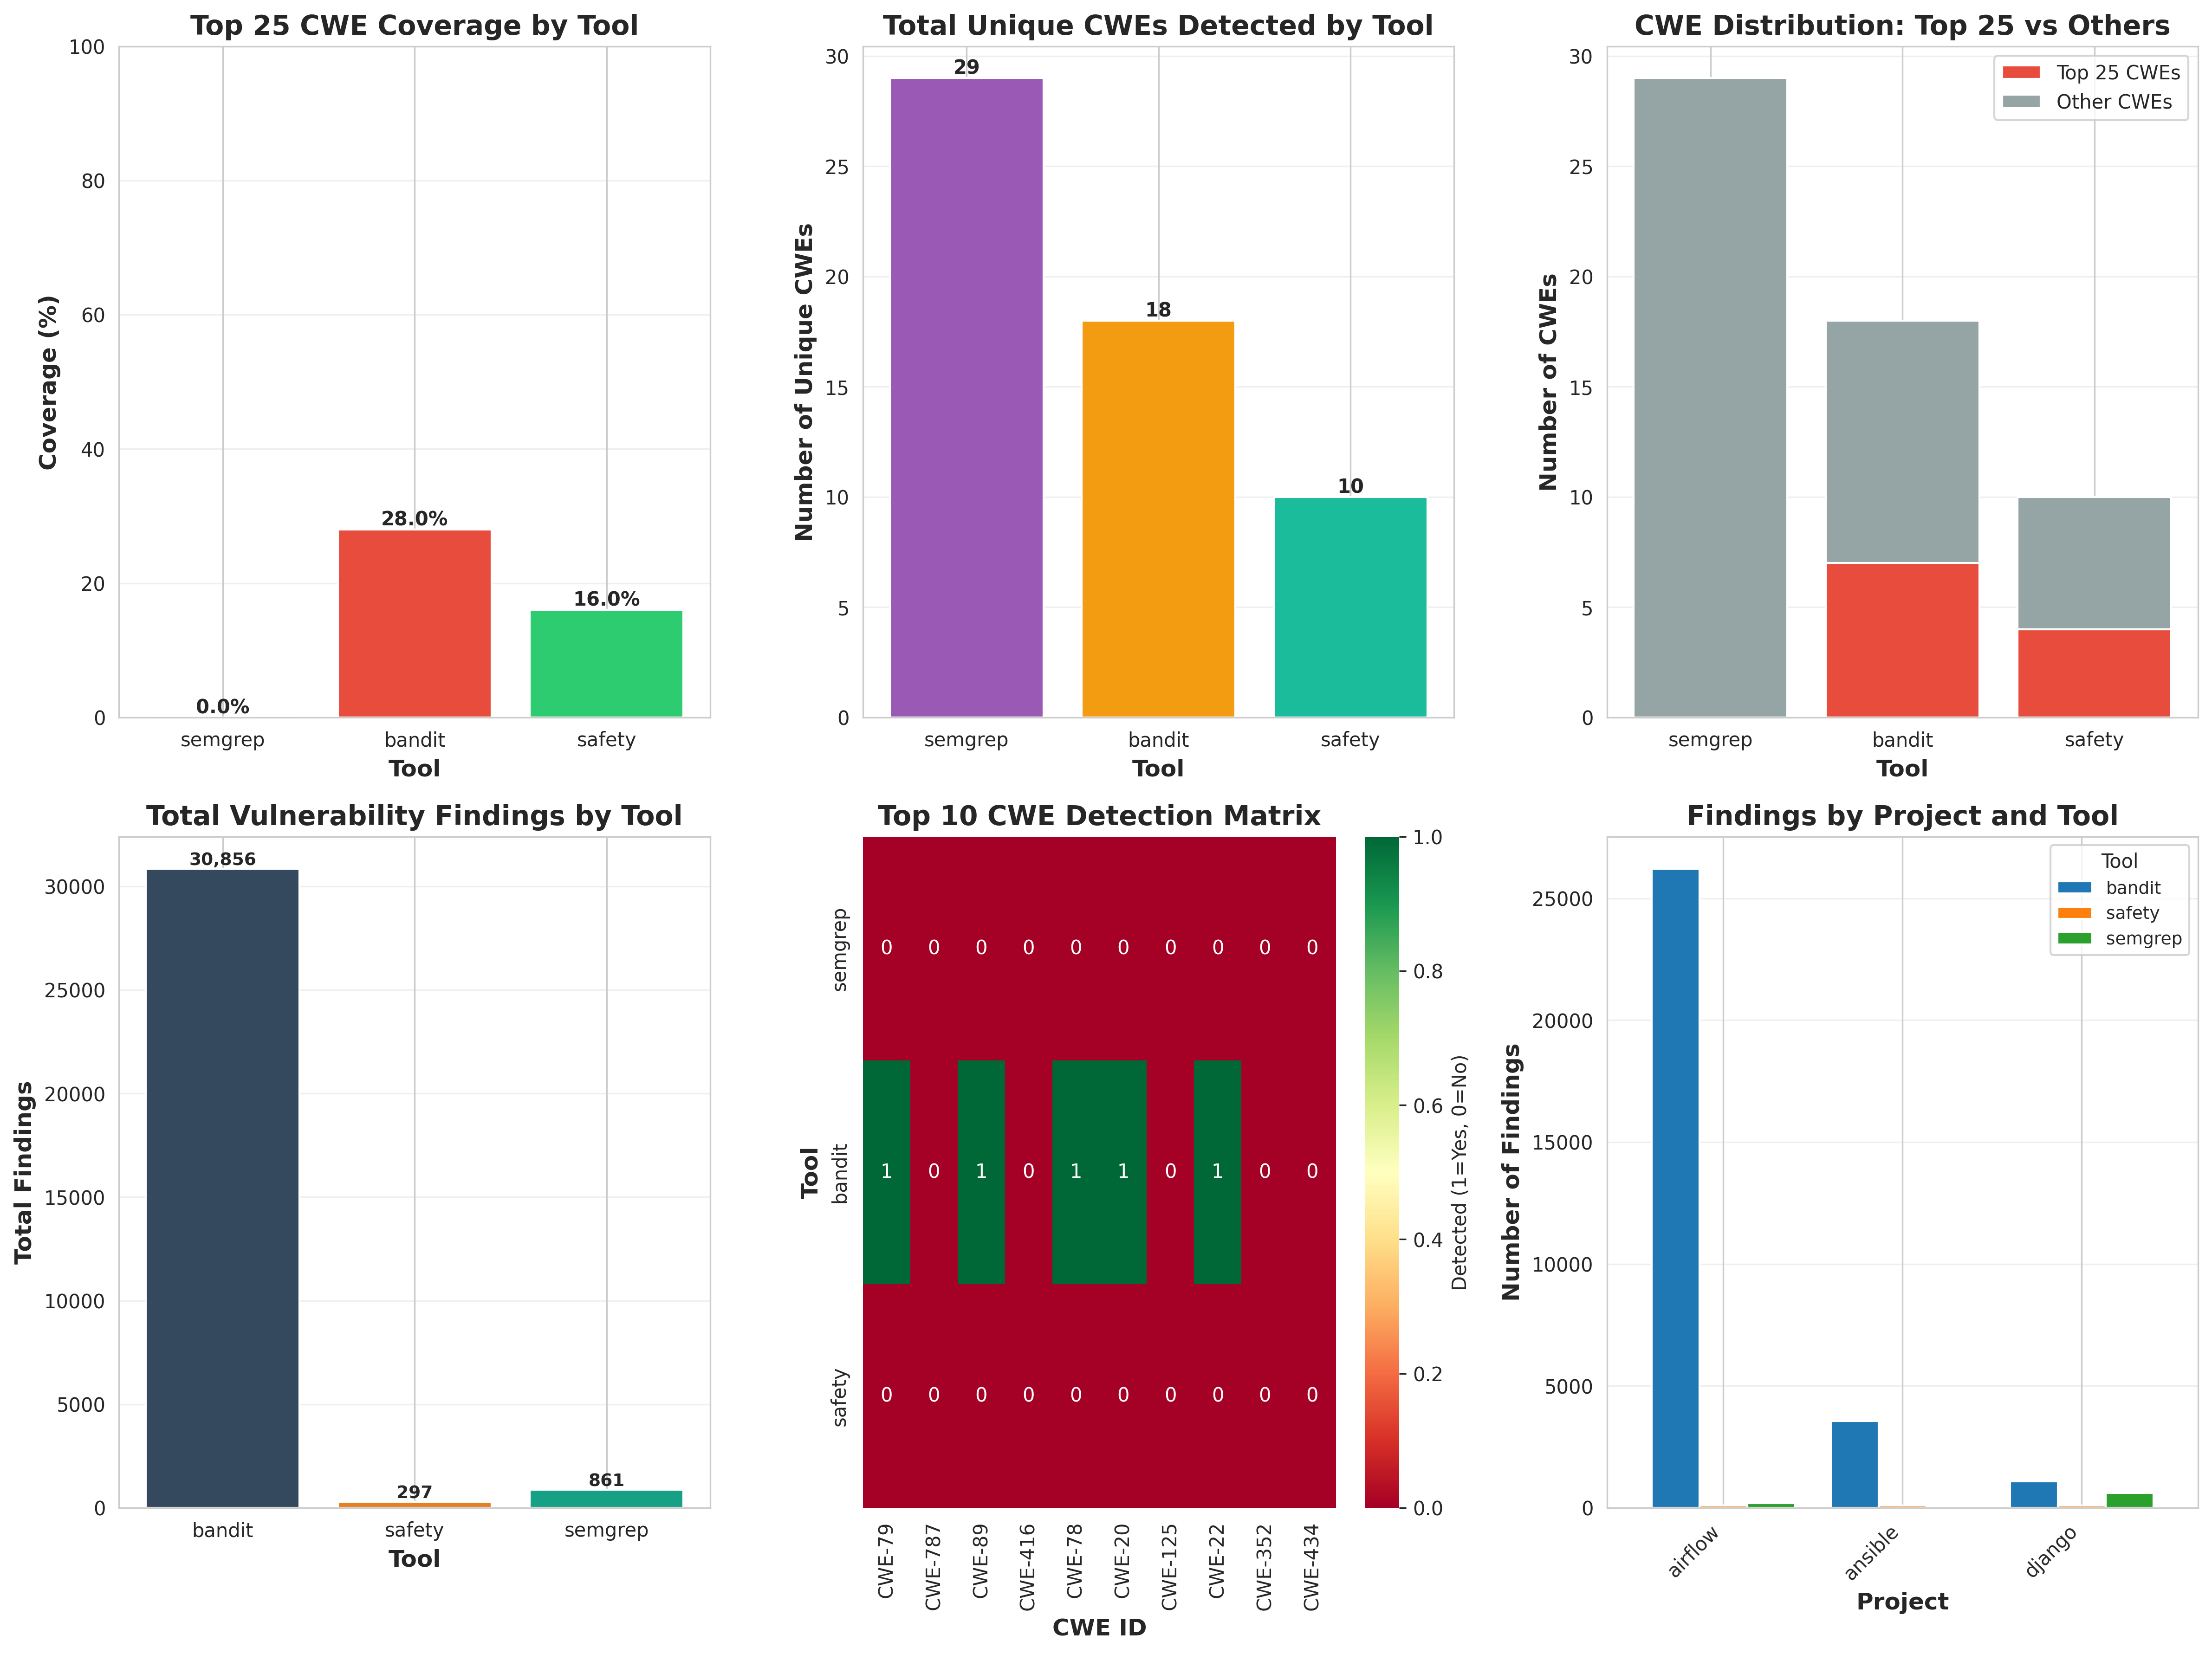 Top 25 CWE Coverage by Tool
100
80
60
40
20
0
Coverage (%)
0.0%
28.0%
16.0%
semgrep bandit safety
Tool
Total Unique CWEs Detected by Tool
30
25
20
15
10
5
0
Number of Unique CWEs
29
18
10
semgrep bandit safety
Tool
CWE Distribution: Top 25 vs Others
30
25
20
15
10
5
0
Number of CWEs
Top 25 CWEs
Other CWEs
semgrep bandit safety
Tool
Total Vulnerability Findings by Tool
30000
25000
20000
15000
10000
5000
0
Total Findings
30,856
297
861
bandit safety semgrep
Tool
Top 10 CWE Detection Matrix
Tool
semgrep
0 0 0 0 0 0 0 0 0 0
bandit
1 0 1 0 1 1 0 1 0 0
safety
0 0 0 0 0 0 0 0 0 0
CWE-79 CWE-787 CWE-89 CWE-416 CWE-78 CWE-20 CWE-125 CWE-22 CWE-352 CWE-434
CWE ID
1.0
0.8
0.6
0.4
0.2
0.0
Detected (1=Yes, 0=No)
Findings by Project and Tool
25000
20000
15000
10000
5000
0
Number of Findings
Tool
bandit
safety
semgrep
airflow ansible django
Project